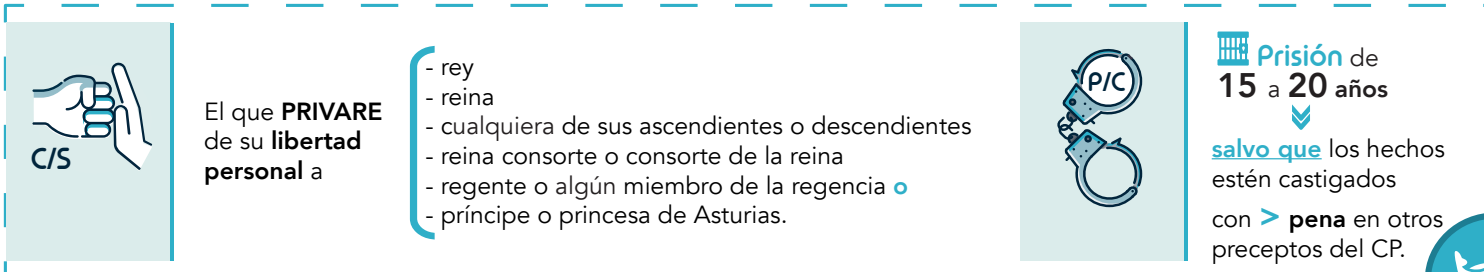 C/S
El que PRIVARE
de su libertad
personal a
- rey
- reina
- cualquiera de sus ascendientes o descendientes
- reina consorte o consorte de la reina
- regente o algún miembro de la regencia o
- príncipe o princesa de Asturias.
P/C
Prisión de
15 a 20 años
salvo que los hechos
estén castigados
con > pena en otros
preceptos del CP.